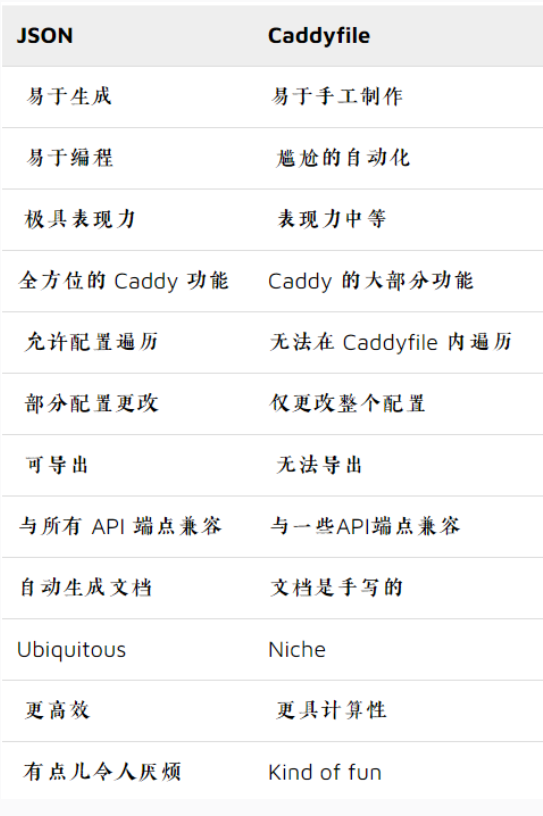 JSON Caddyfile
易于生成 易于手工制作
易于编程 尴尬的自动化
极具表现力 表现力中等
全方位的 Caddy 功能 Caddy 的大部分功能
允许配置遍历 无法在 Caddyfile 内遍历
部分配置更改 仅更改整个配置
可导出 无法导出
与所有 API 端点兼容 与一些API端点兼容
自动生成文档 文档是手写的
Ubiquitous Niche
更高效 更具计算性
有点儿令人厌烦 Kind of fun